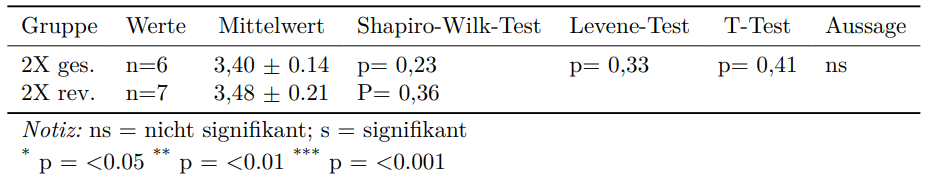 Gruppe Werte Mittelwert Shapiro-Wilk-Test Levene-Test T-Test Aussage
2X ges. n=6 3,40 ± 0.14 p= 0,23 p= 0,33 p= 0,41 ns
2X rev. n=7 3,48 ± 0.21 P= 0,36
Notiz: ns = nicht signifikant; s = signifikant
* p = <0.05 ** p = <0.01 *** p = <0.001